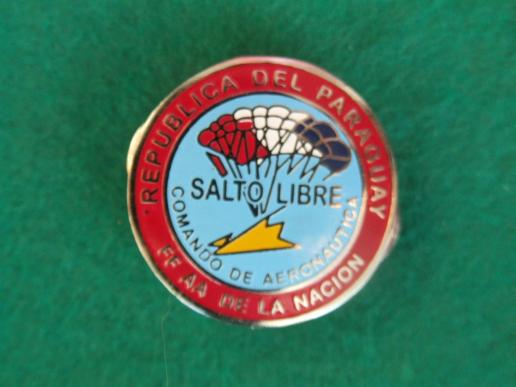 REPUBLICA DEL PARAGUAY
SALTO LIBRE
COMANDO DE AERONAUTICA
FF AA DE LA NACION